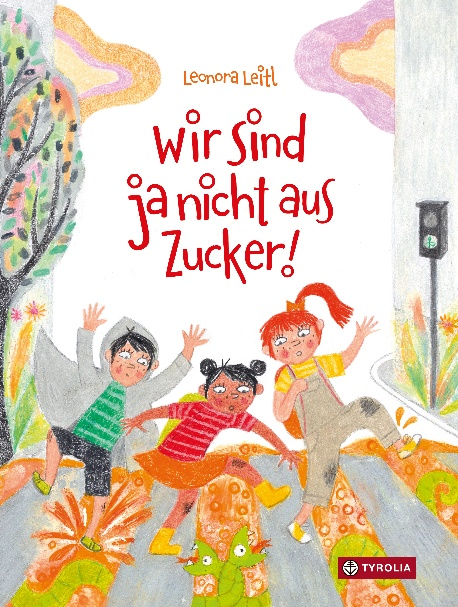 Leonora Leitl
Wir sind
ja nicht aus
Zucker!
TYROLIA